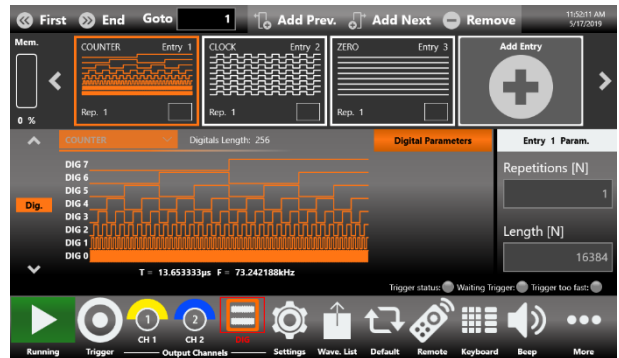 First End Goto 1 Add Prev. Add Next Remove 11:52:11 AM
5/17/2019
Mem.
0 %
COUNTER Entry 1
Rep. 1
CLOCK Entry 2
Rep. 1
ZERO Entry 3
Rep. 1
Add Entry
COUNTER Digitals Length: 256 Digital Parameters Entry 1 Param.
Dig.
DIG 7
DIG 6
DIG 5
DIG 4
DIG 3
DIG 2
DIG 1
DIG 0
T = 13.653333µs F = 73.242188kHz
Repetitions [N]
1
Length [N]
16384
Trigger status: Waiting Trigger: Trigger too fast:
1 2
CH 1 CH 2 DIG
Running Trigger Output Channels Settings Wave. List Default Remote Keyboard Beep More